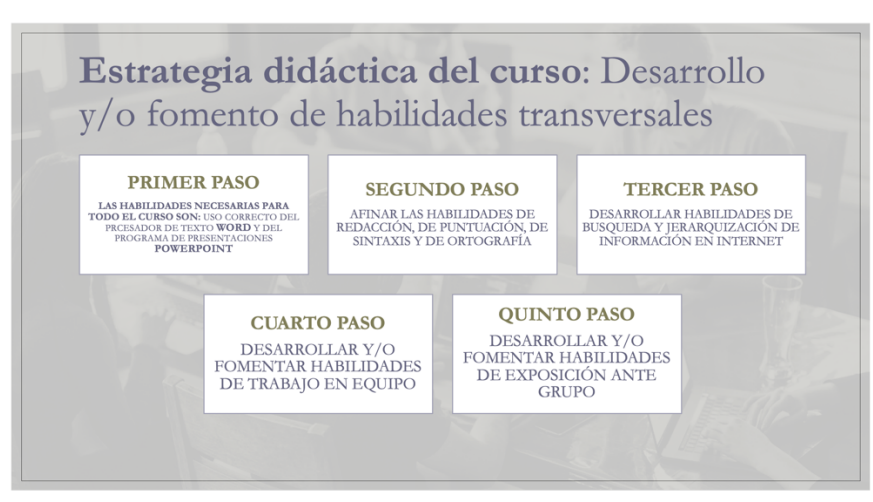 Estrategia didáctica del curso: Desarrollo
y/o fomento de habilidades transversales
PRIMER PASO
LAS HABILIDADES NECESARIAS PARA
TODO EL CURSO SON: USO CORRECTO DEL
PRCESADOR DE TEXTO WORD Y DEL
PROGRAMA DE PRESENTACIONES
POWERPOINT
SEGUNDO PASO
AFINAR LAS HABILIDADES DE
REDACCIÓN, DE PUNTUACIÓN, DE
SINTAXIS Y DE ORTOGRAFÍA
TERCER PASO
DESARROLLAR HABILIDADES DE
BUSQUEDA Y JERARQUIZACIÓN DE
INFORMACIÓN EN INTERNET
CUARTO PASO
DESARROLLAR Y/O
FOMENTAR HABILIDADES
DE TRABAJO EN EQUIPO
QUINTO PASO
DESARROLLAR Y/O
FOMENTAR HABILIDADES
DE EXPOSICIÓN ANTE
GRUPO